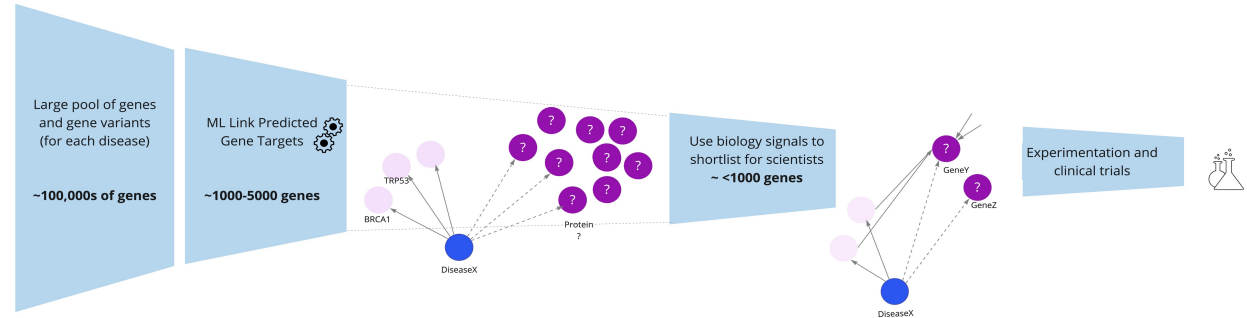 Large pool of genes
and gene variants
(for each disease)
~100,000s of genes
ML Link Predicted
Gene Targets
~1000-5000 genes
TRP53
BRCA1
DiseaseX
?
?
?
?
?
?
?
?
?
Protein
?
Use biology signals to
shortlist for scientists
~ <1000 genes
?
GeneY
?
GeneZ
DiseaseX
Experimentation and
clinical trials